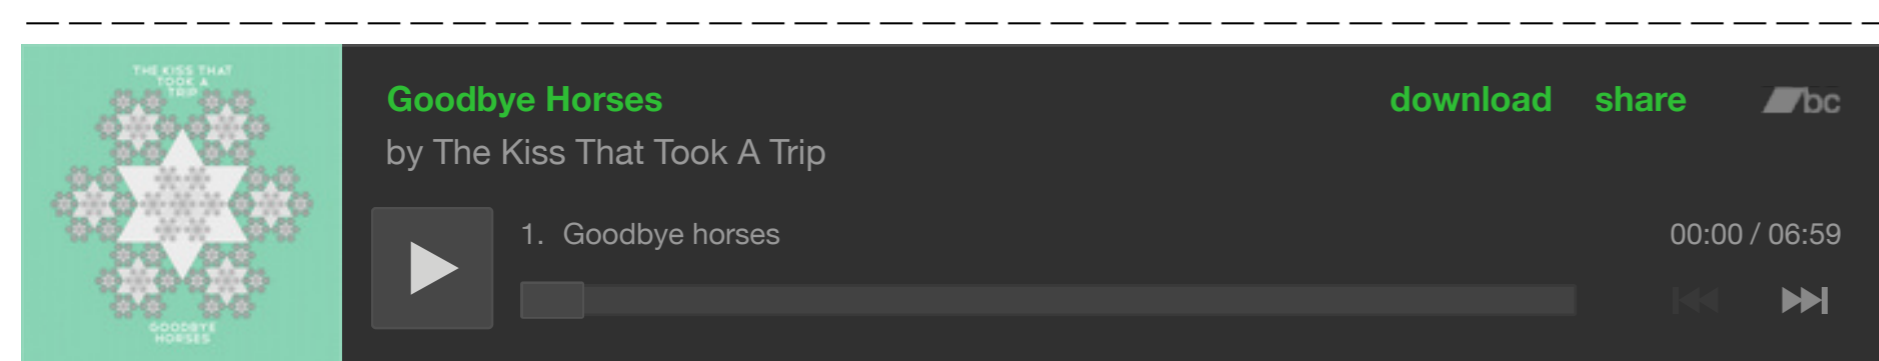 THE KISS THAT
TOOK A
TRIP
GOODBYE
HORSES
Goodbye Horses
by The Kiss That Took A Trip
download share bc
1. Goodbye horses
00:00 / 06:59